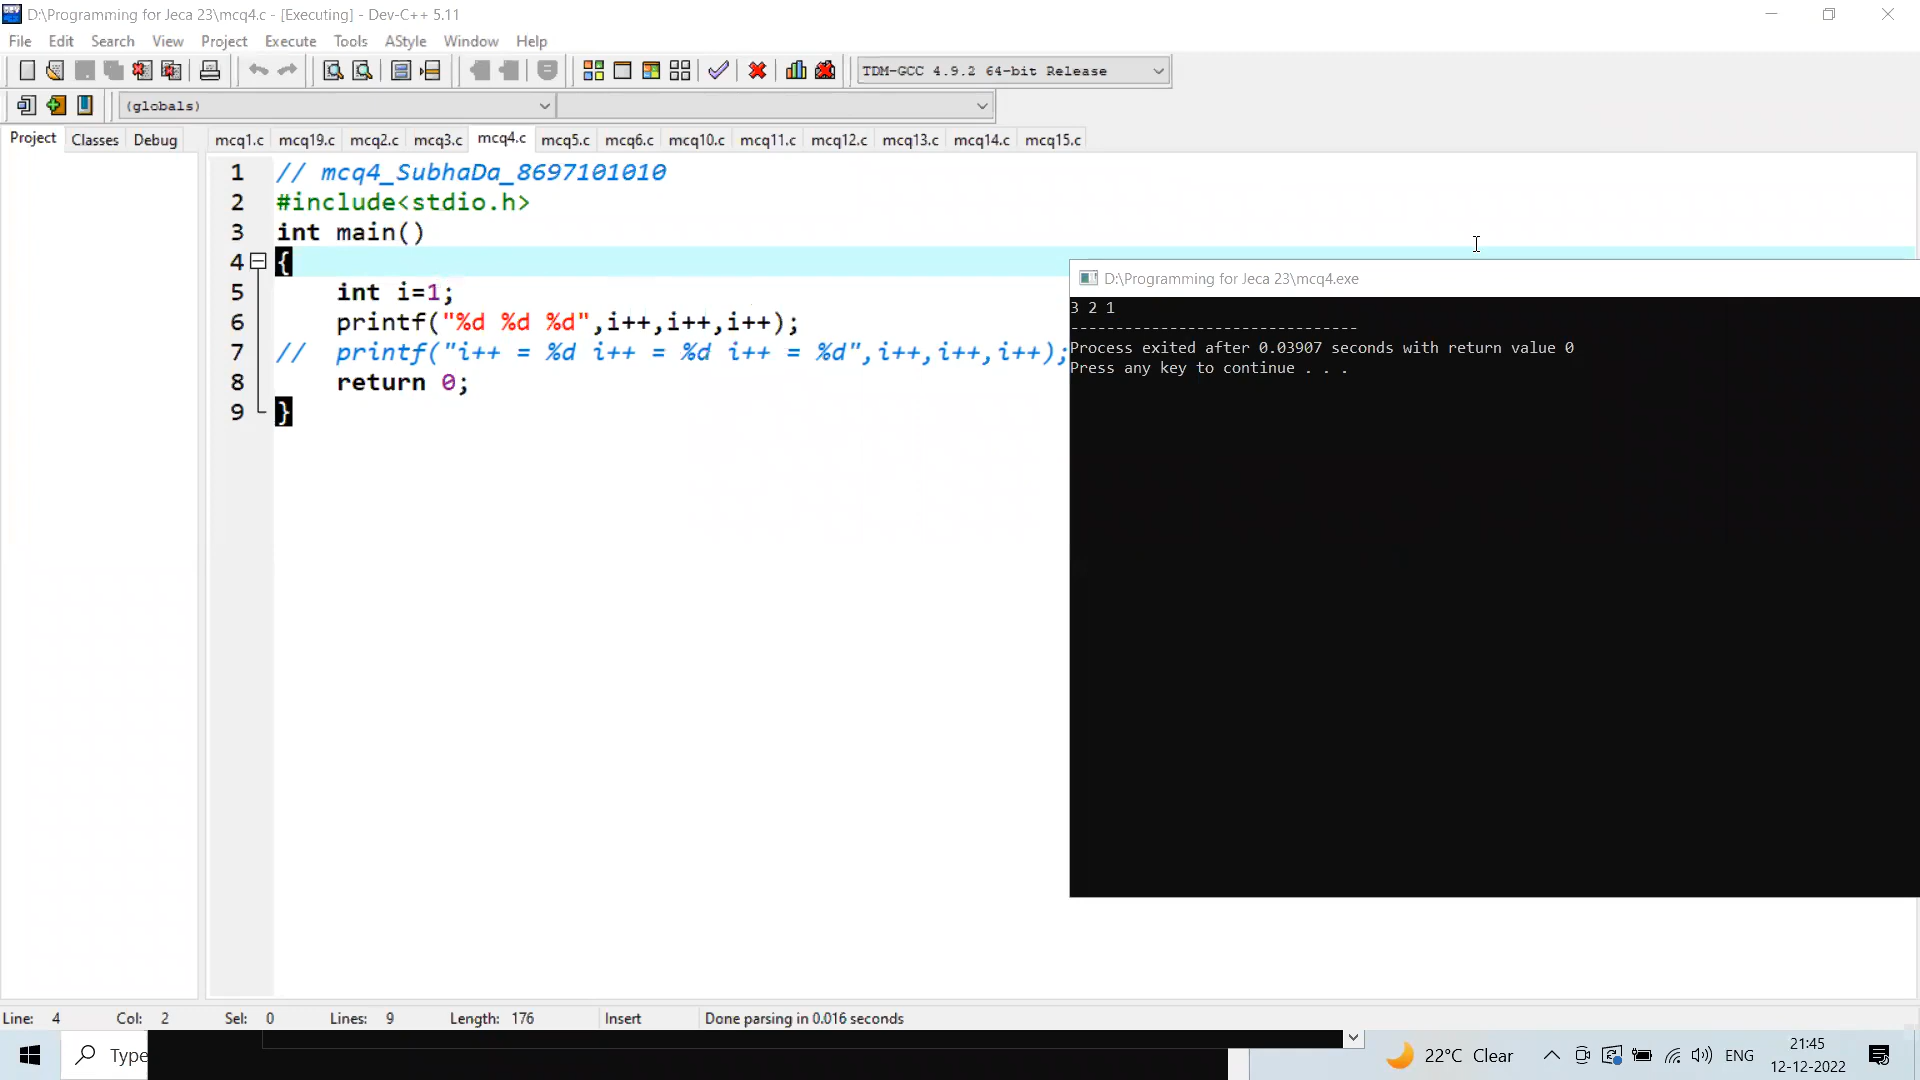 D:\Programming for Jeca 23\mcq4.c - [Executing] - Dev-C++ 5.11
File Edit Search View Project Execute Tools AStyle Window Help
TDM-GCC 4.9.2 64-bit Release
(globals)
Project Classes Debug
mcq1.c mcq19.c mcq2.c mcq3.c mcq4.c mcq5.c mcq6.c mcq10.c mcq11.c mcq12.c mcq13.c mcq14.c mcq15.c
1 // mcq4_SubhaDa_8697101010
2 #include<stdio.h>
3 int main()
4 {
5 int i=1;
6 printf("%d %d %d",i++,i++,i++);
7 // printf("i++ = %d i++ = %d i++ = %d",i++,i++,i++);
8 return 0;
9 }
D:\Programming for Jeca 23\mcq4.exe
3 2 1
--------------------------------
Process exited after 0.03907 seconds with return value 0
Press any key to continue . . .
Line: 4 Col: 2 Sel: 0 Lines: 9 Length: 176 Insert Done parsing in 0.016 seconds
Type
22°C Clear
ENG
21:45
12-12-2022